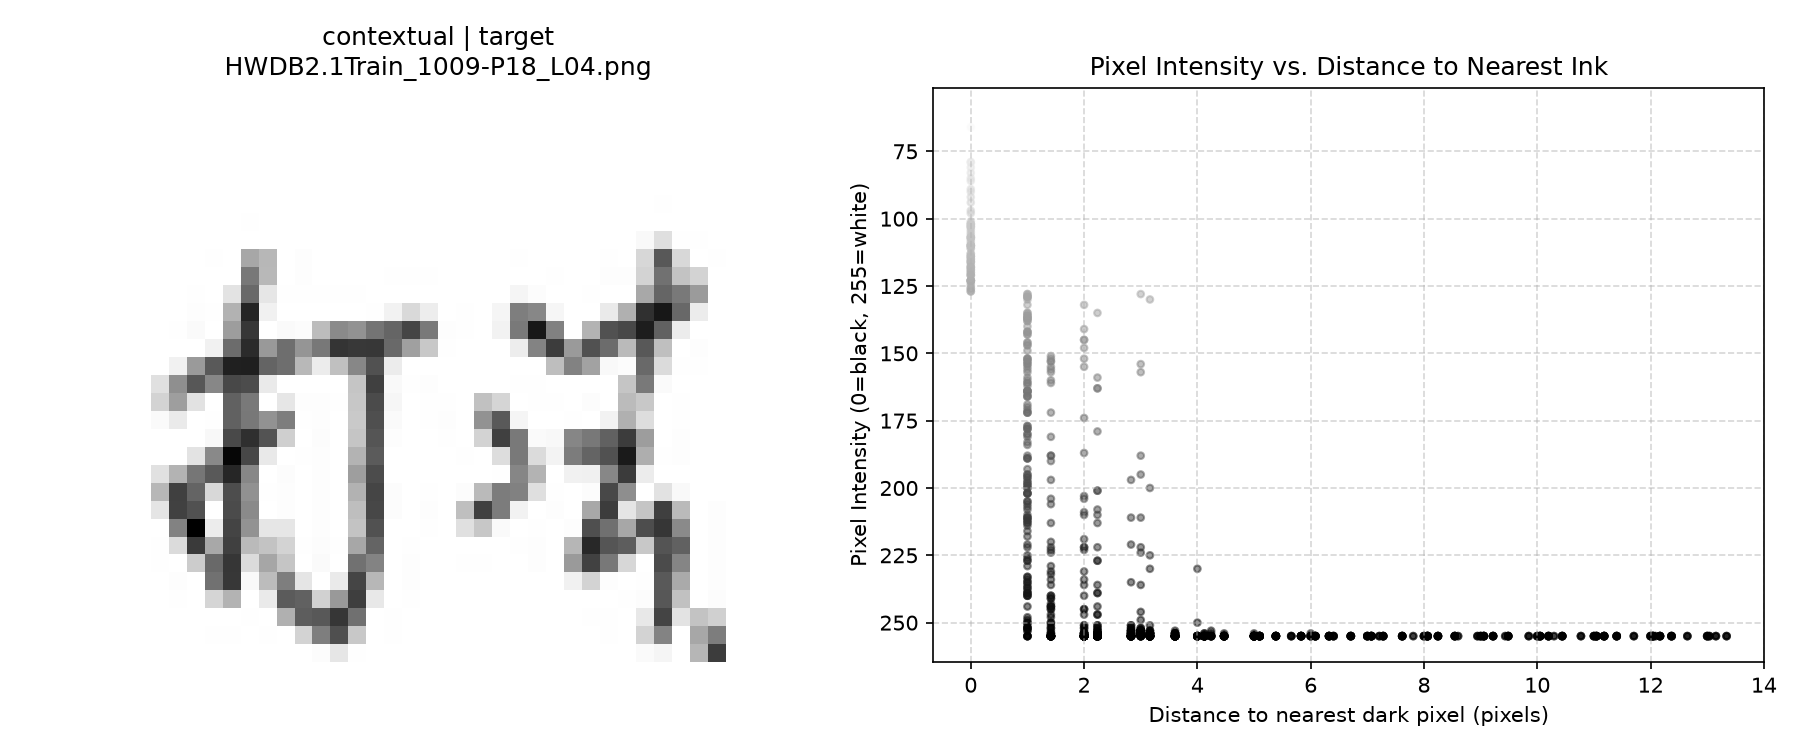 contextual | target
HWDB2.1Train_1009-P18_L04.png
Pixel Intensity vs. Distance to Nearest Ink
Pixel Intensity (0=black, 255=white)
75
100
125
150
175
200
225
250
0 2 4 6 8 10 12 14
Distance to nearest dark pixel (pixels)